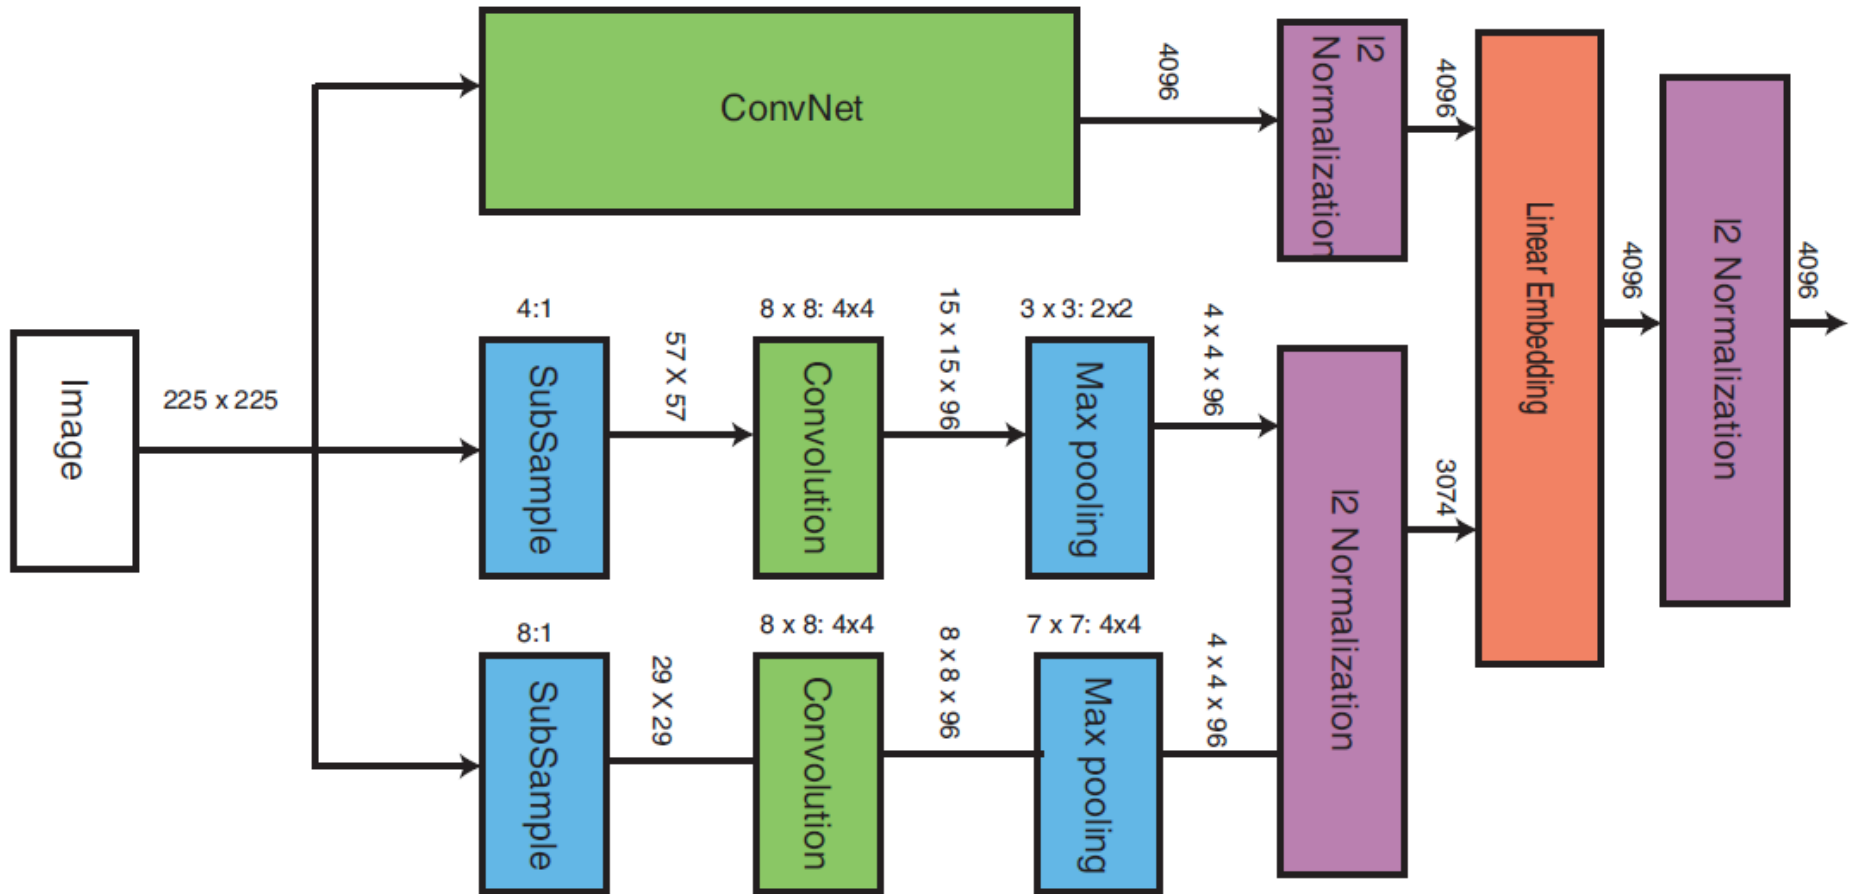 Image
225 x 225
ConvNet
4096
l2
Normalization
4096
4:1
SubSample
57 X 57
8 x 8: 4x4
Convolution
15 x 15 x 96
3 x 3: 2x2
Max pooling
4 x 4 x 96
8:1
SubSample
29 X 29
8 x 8: 4x4
Convolution
8 x 8 x 96
7 x 7: 4x4
Max pooling
4 x 4 x 96
l2 Normalization
3074
Linear Embedding
4096
l2 Normalization
4096